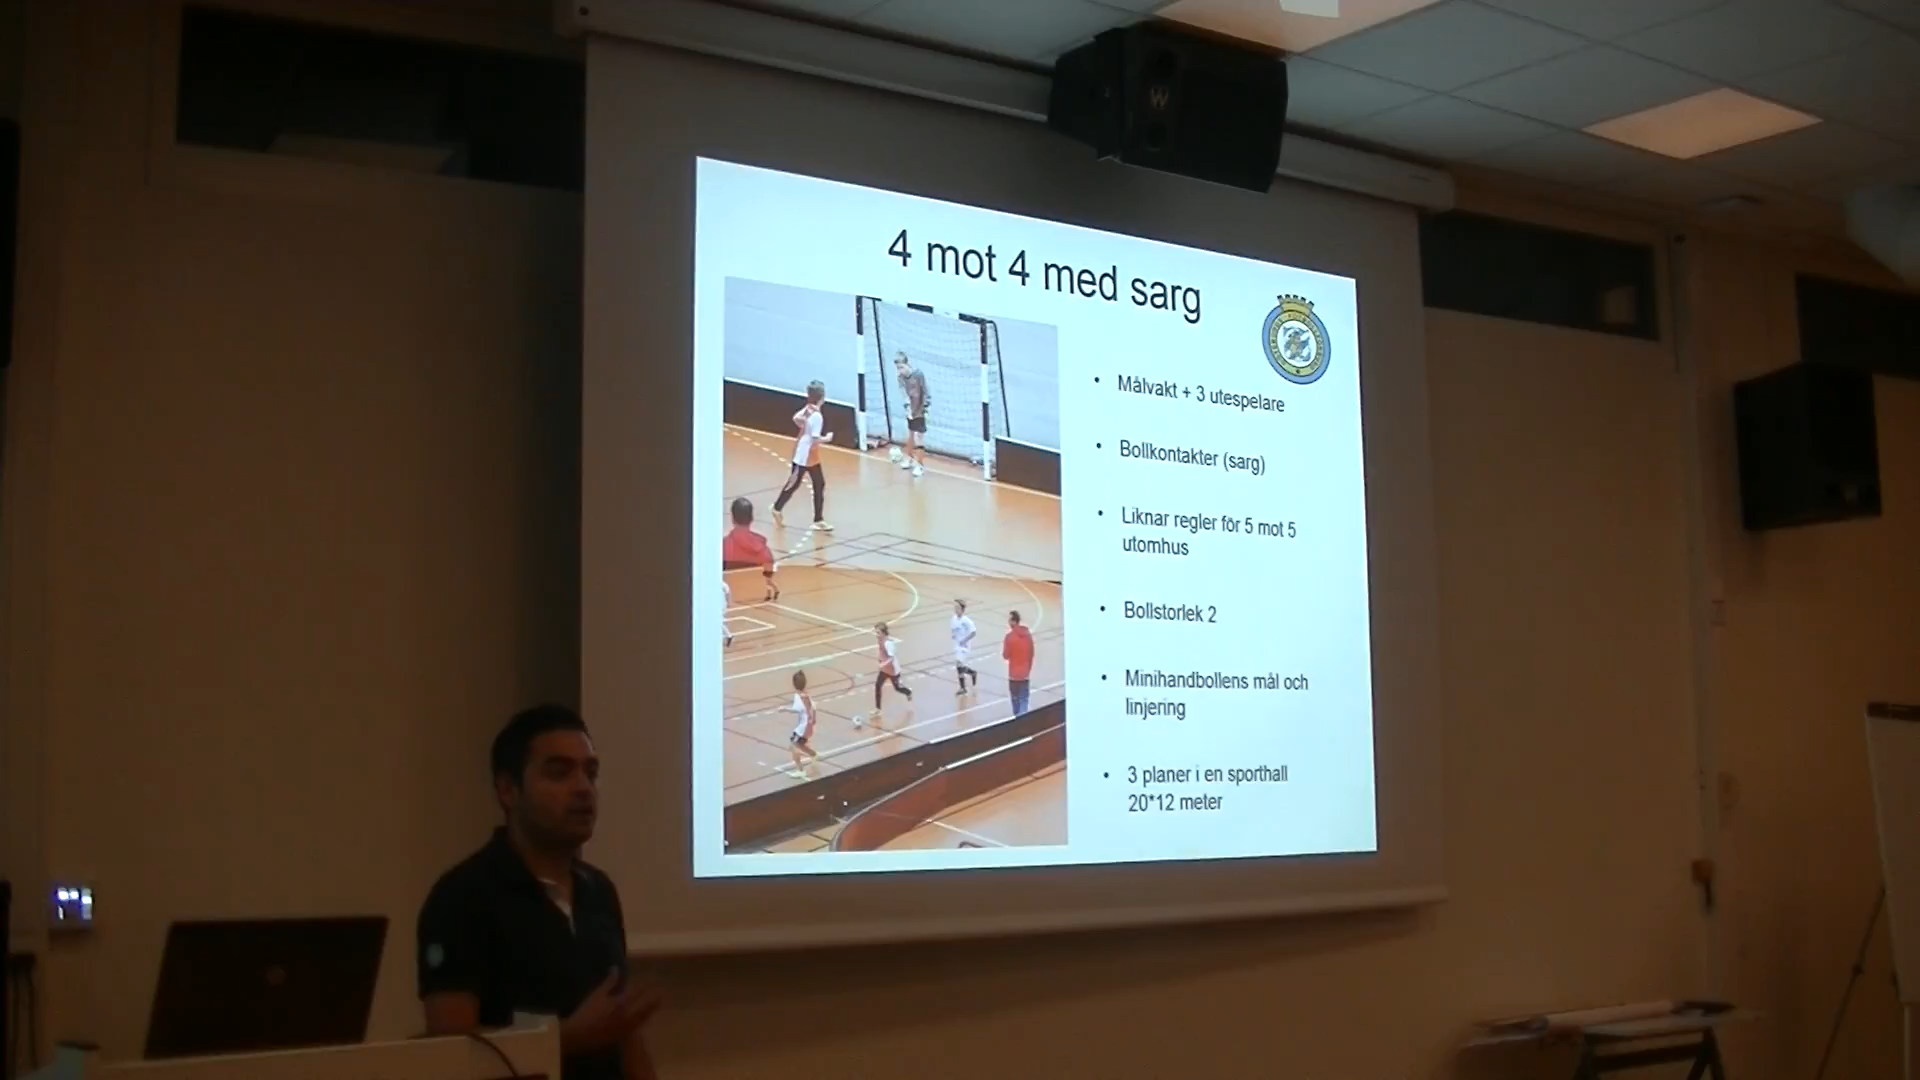 4 mot 4 med sarg
• Målvakt + 3 utespelare
• Bollkontakter (sarg)
• Liknar regler för 5 mot 5
utomhus
• Bollstorlek 2
• Minihandbollens mål och
linjering
• 3 planer i en sporthall
20*12 meter